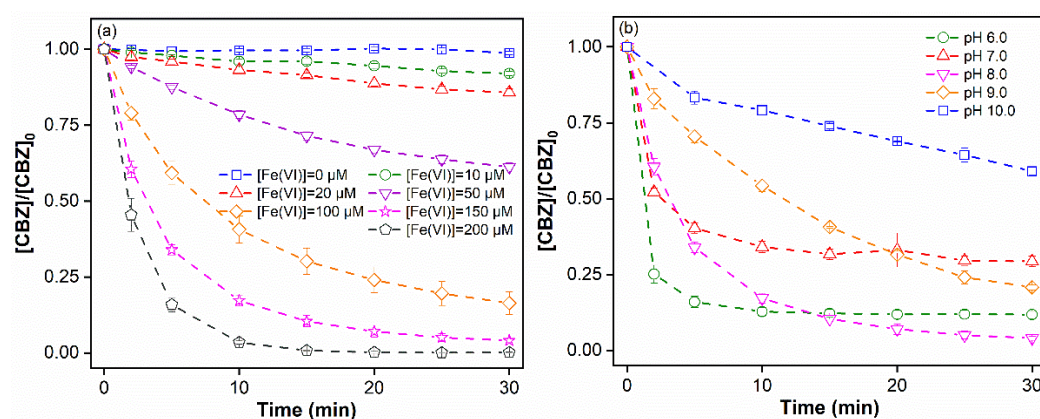 (a)
1.00
0.75
0.50
0.25
0.00
[CBZ]/[CBZ]0
[Fe(VI)]=0 µM [Fe(VI)]=10 µM
[Fe(VI)]=20 µM [Fe(VI)]=50 µM
[Fe(VI)]=100 µM [Fe(VI)]=150 µM
[Fe(VI)]=200 µM
0 10 20 30
Time (min)
(b)
1.00
0.75
0.50
0.25
0.00
[CBZ]/[CBZ]0
pH 6.0
pH 7.0
pH 8.0
pH 9.0
pH 10.0
0 10 20 30
Time (min)